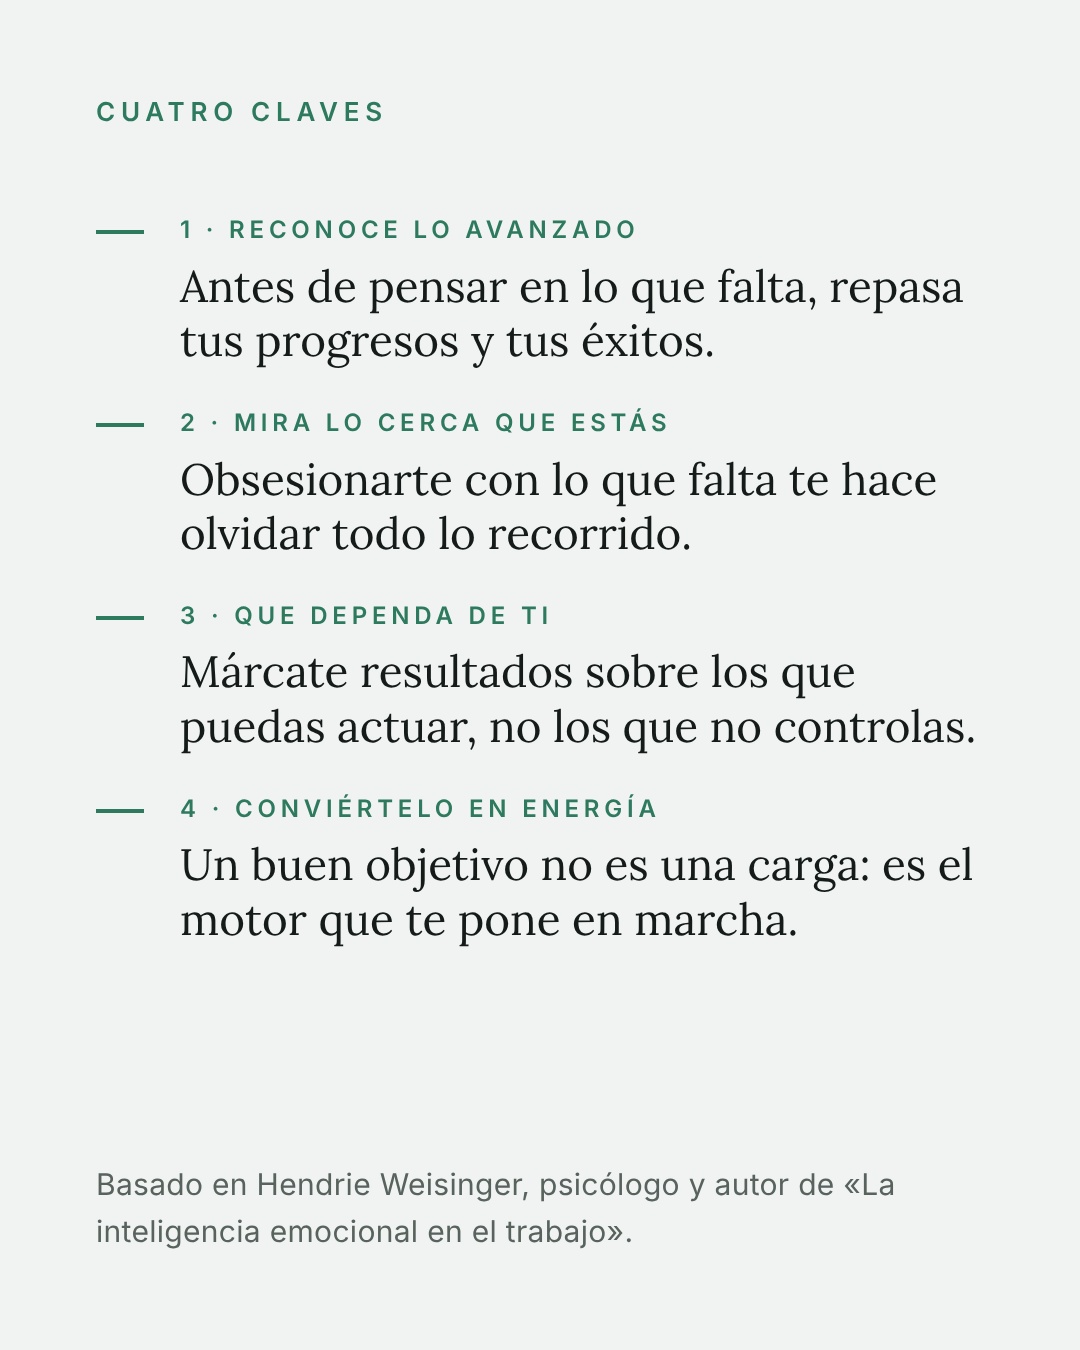 CUATRO CLAVES
1 · RECONOCE LO AVANZADO
Antes de pensar en lo que falta, repasa
tus progresos y tus éxitos.
2 · MIRA LO CERCA QUE ESTÁS
Obsesionarte con lo que falta te hace
olvidar todo lo recorrido.
3 · QUE DEPENDA DE TI
Márcate resultados sobre los que
puedas actuar, no los que no controlas.
4 · CONVIÉRTELO EN ENERGÍA
Un buen objetivo no es una carga: es el
motor que te pone en marcha.
Basado en Hendrie Weisinger, psicólogo y autor de «La
inteligencia emocional en el trabajo».